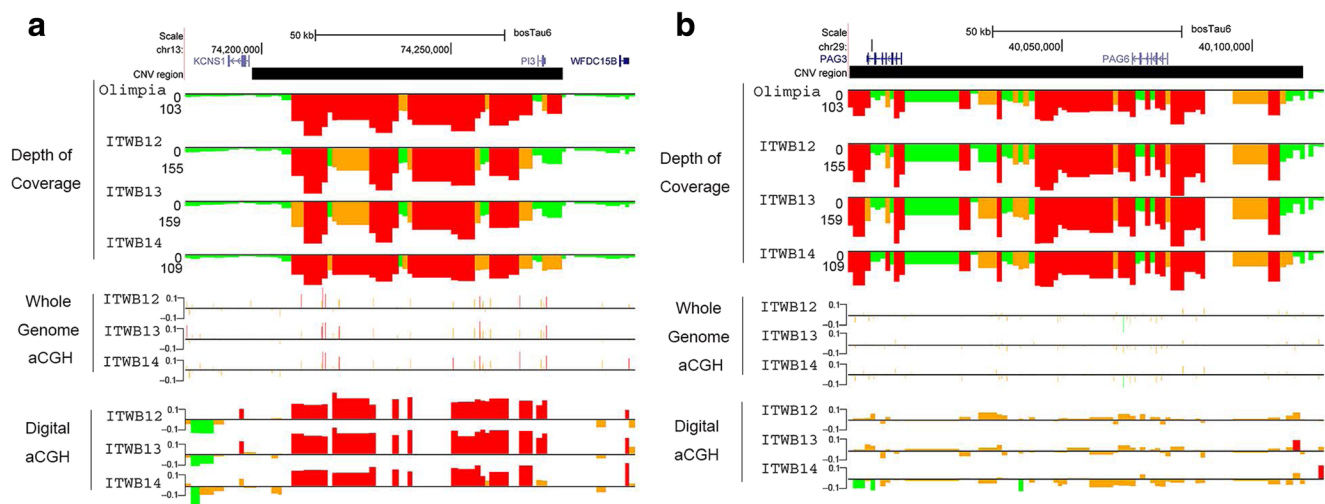 a
Scale 50 kb bosTau6
chr13: 74,200,000 74,250,000
KCNS1 PI3 WFDC15B
CNV region
Olimpia 0
103
ITWB12 0
155
ITWB13 0
159
ITWB14 0
109
Depth of
Coverage
Whole
Genome
aCGH
ITWB12 0.1
-0.1
ITWB13 0.1
-0.1
ITWB14 0.1
-0.1
Digital
aCGH
ITWB12 0.1
-0.1
ITWB13 0.1
-0.1
ITWB14 0.1
-0.1
b
Scale 50 kb bosTau6
chr29: 40,050,000 40,100,000
PAG3 PAG6
CNV region
Olimpia 0
103
ITWB12 0
155
ITWB13 0
159
ITWB14 0
109
Depth of
Coverage
Whole
Genome
aCGH
ITWB12 0.1
-0.1
ITWB13 0.1
-0.1
ITWB14 0.1
-0.1
Digital
aCGH
ITWB12 0.1
-0.1
ITWB13 0.1
-0.1
ITWB14 0.1
-0.1